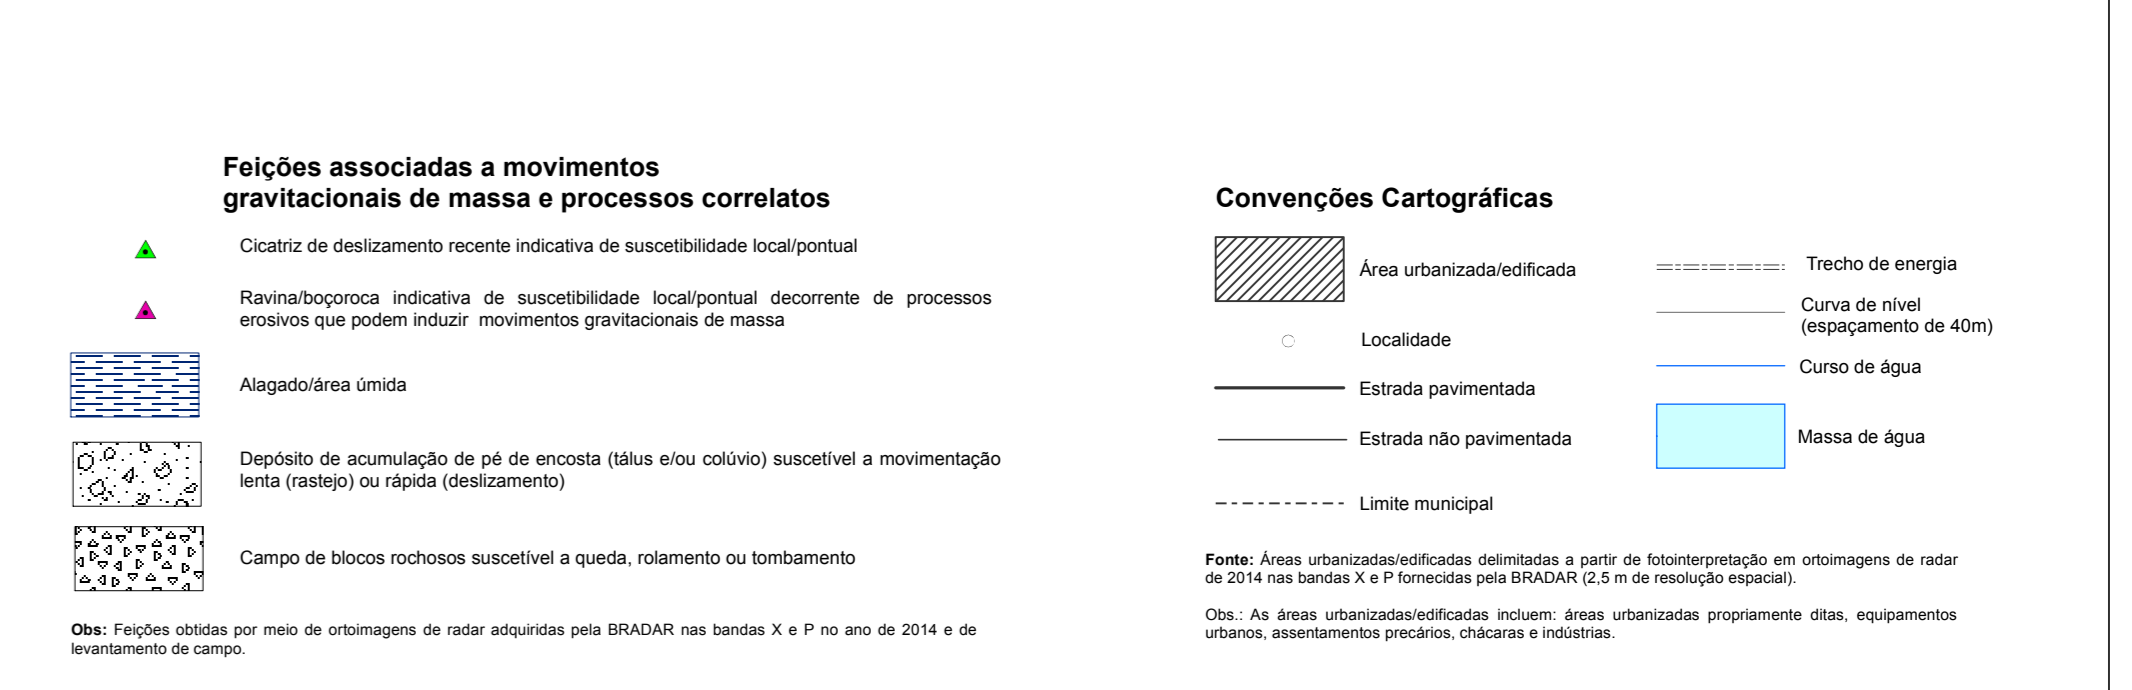 Feições associadas a movimentos
gravitacionais de massa e processos correlatos
Cicatriz de deslizamento recente indicativa de suscetibilidade local/pontual
Ravina/boçoroca indicativa de suscetibilidade local/pontual decorrente de processos
erosivos que podem induzir movimentos gravitacionais de massa
Alagado/área úmida
Depósito de acumulação de pé de encosta (tálus e/ou colúvio) suscetível a movimentação
lenta (rastejo) ou rápida (deslizamento)
Campo de blocos rochosos suscetível a queda, rolamento ou tombamento
Obs: Feições obtidas por meio de ortoimagens de radar adquiridas pela BRADAR nas bandas X e P no ano de 2014 e de
levantamento de campo.
Convenções Cartográficas
Área urbanizada/edificada
Localidade
Estrada pavimentada
Estrada não pavimentada
Limite municipal
Trecho de energia
Curva de nível
(espaçamento de 40m)
Curso de água
Massa de água
Fonte: Áreas urbanizadas/edificadas delimitadas a partir de fotointerpretação em ortoimagens de radar
de 2014 nas bandas X e P fornecidas pela BRADAR (2,5 m de resolução espacial).
Obs.: As áreas urbanizadas/edificadas incluem: áreas urbanizadas propriamente ditas, equipamentos
urbanos, assentamentos precários, chácaras e indústrias.